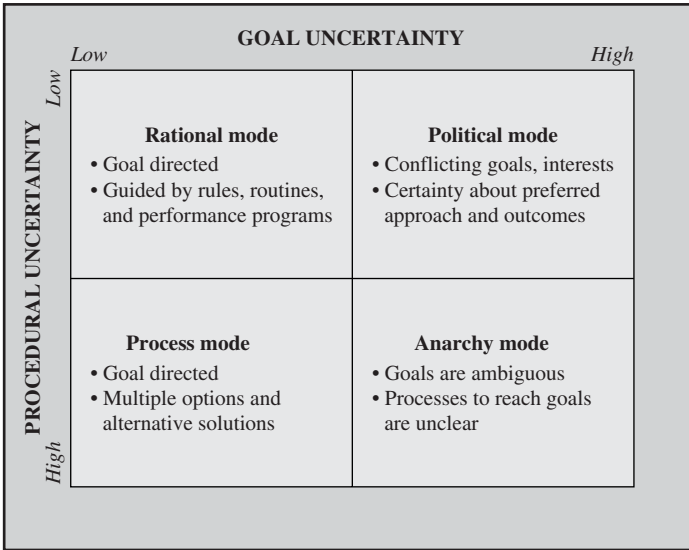 GOAL UNCERTAINTY
Low
High
PROCEDURAL UNCERTAINTY
Low
High
Rational mode
• Goal directed
• Guided by rules, routines,
and performance programs
Political mode
• Conflicting goals, interests
• Certainty about preferred
approach and outcomes
Process mode
• Goal directed
• Multiple options and
alternative solutions
Anarchy mode
• Goals are ambiguous
• Processes to reach goals
are unclear